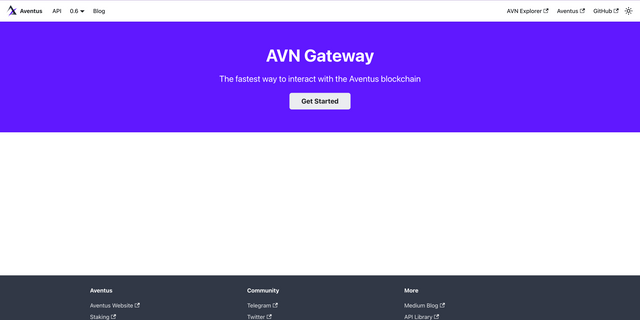 Aventus API 0.6 Blog AVN Explorer Aventus GitHub
AVN Gateway
The fastest way to interact with the Aventus blockchain
Get Started
Aventus Community More
Aventus Website Telegram Medium Blog
Staking Twitter API Library